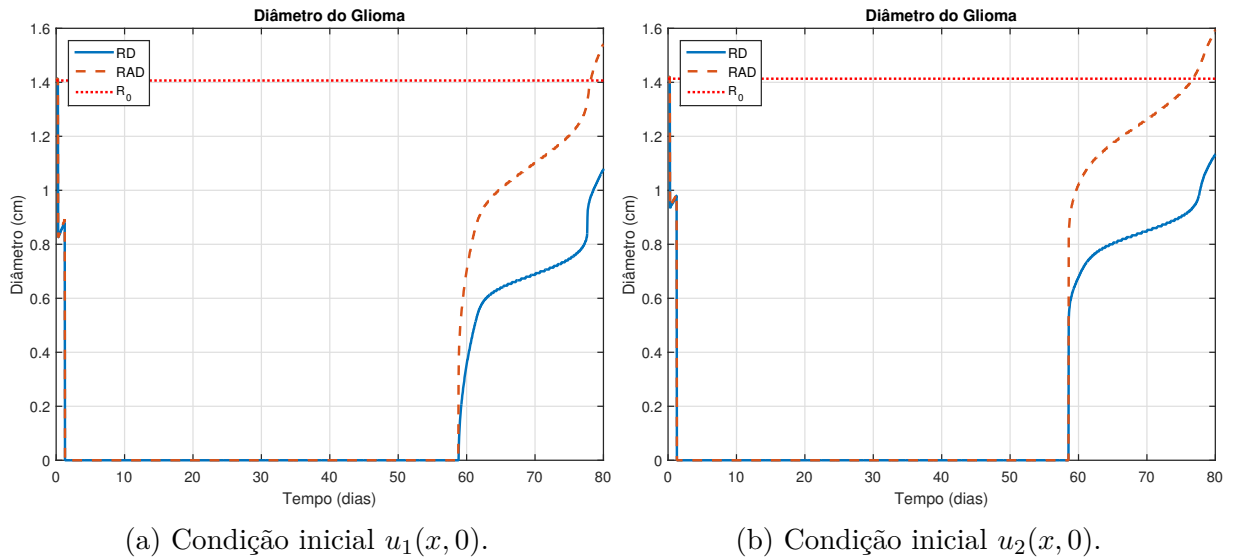 Diâmetro do Glioma
1.6
1.4
1.2
1
0.8
0.6
0.4
0.2
0
Diâmetro (cm)
RD
RAD
R0
0 10 20 30 40 50 60 70 80
Tempo (dias)
(a) Condição inicial u1(x, 0).
Diâmetro do Glioma
1.6
1.4
1.2
1
0.8
0.6
0.4
0.2
0
Diâmetro (cm)
RD
RAD
R0
0 10 20 30 40 50 60 70 80
Tempo (dias)
(b) Condição inicial u2(x, 0).